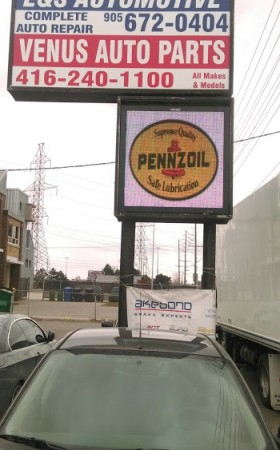 E&S AUTOMOTIVE
COMPLETE
AUTO REPAIR
905 672-0404
VENUS AUTO PARTS
416-240-1100
All Makes
& Models
Supreme Quality
PENNZOIL
Safe Lubrication
akebono
BRAKE EXPERTS